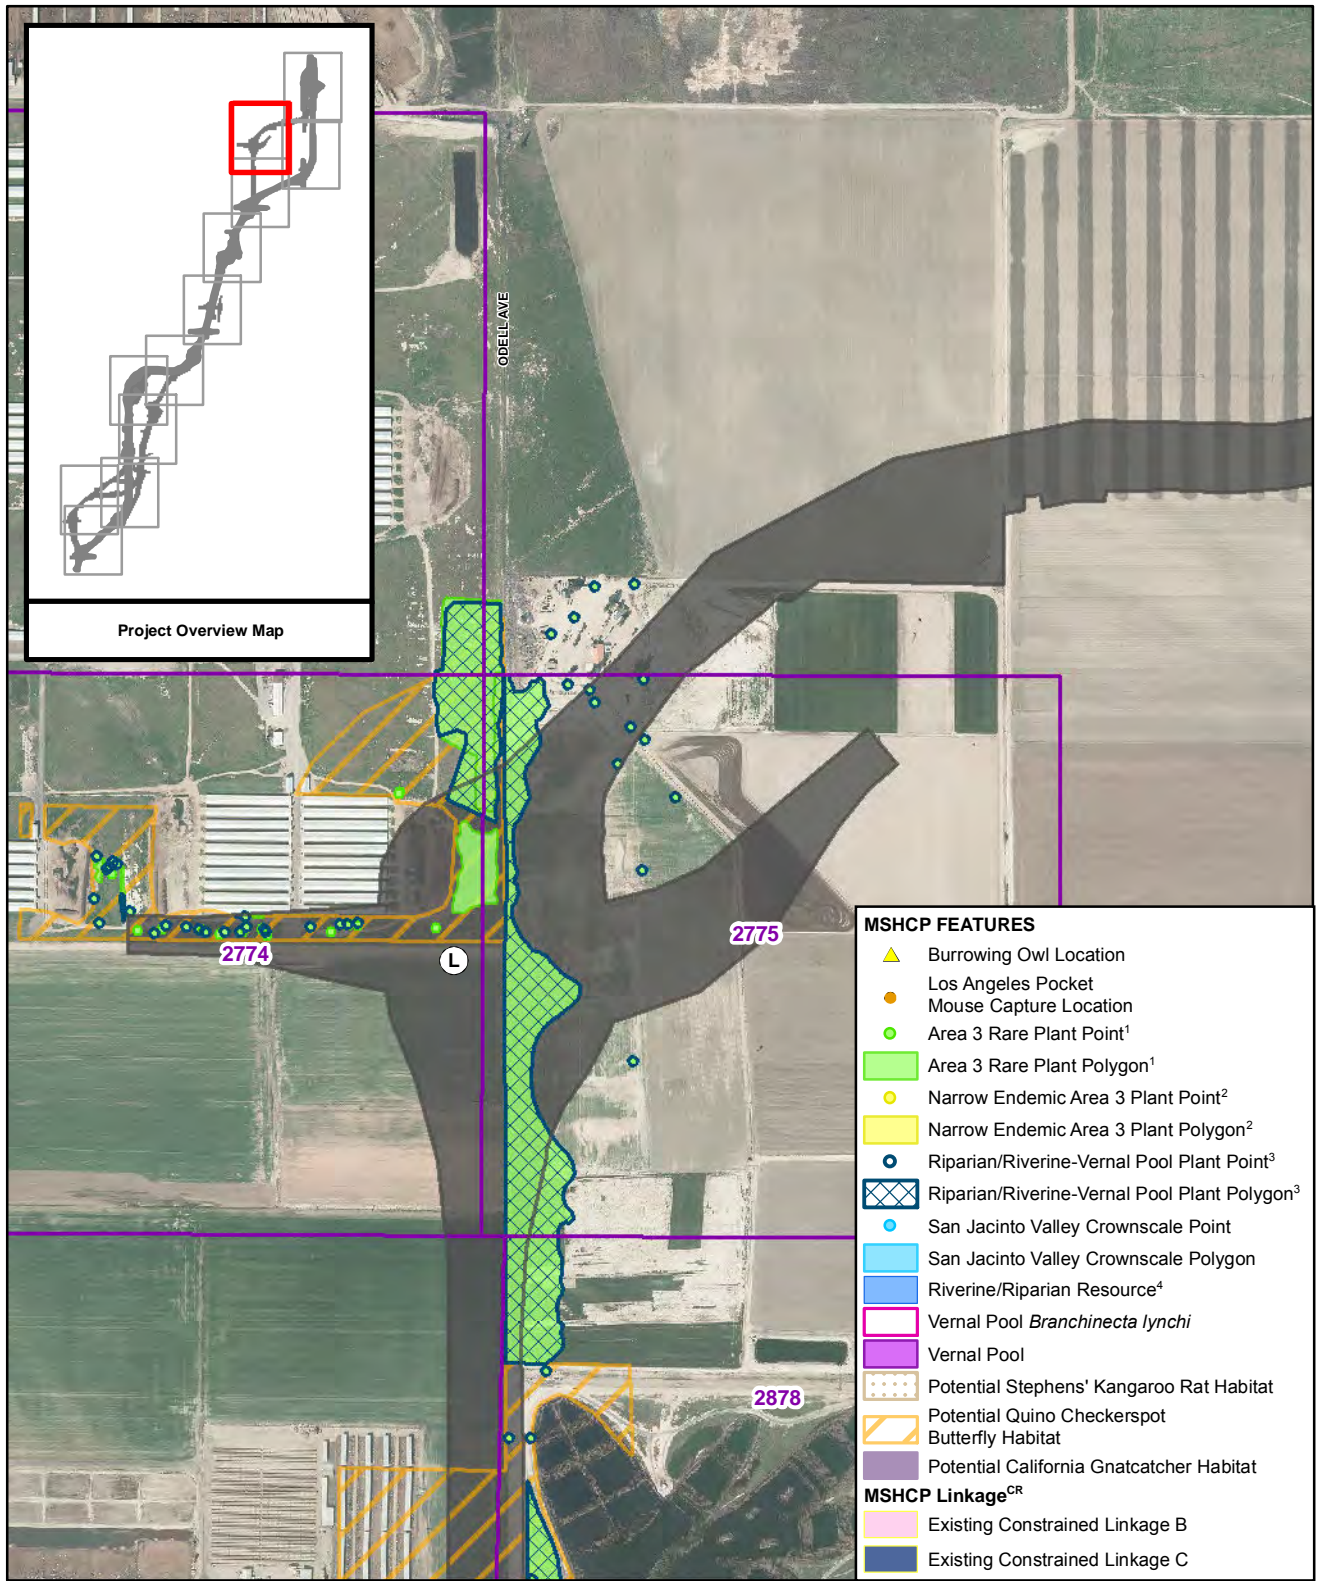 Project Overview Map
ODELL AVE
2774
L
2775
2878
MSHCP FEATURES
Burrowing Owl Location
Los Angeles Pocket
Mouse Capture Location
Area 3 Rare Plant Point1
Area 3 Rare Plant Polygon1
Narrow Endemic Area 3 Plant Point2
Narrow Endemic Area 3 Plant Polygon2
Riparian/Riverine-Vernal Pool Plant Point3
Riparian/Riverine-Vernal Pool Plant Polygon3
San Jacinto Valley Crownscale Point
San Jacinto Valley Crownscale Polygon
Riverine/Riparian Resource4
Vernal Pool Branchinecta lynchi
Vernal Pool
Potential Stephens' Kangaroo Rat Habitat
Potential Quino Checkerspot
Butterfly Habitat
Potential California Gnatcatcher Habitat
MSHCP LinkageCR
Existing Constrained Linkage B
Existing Constrained Linkage C